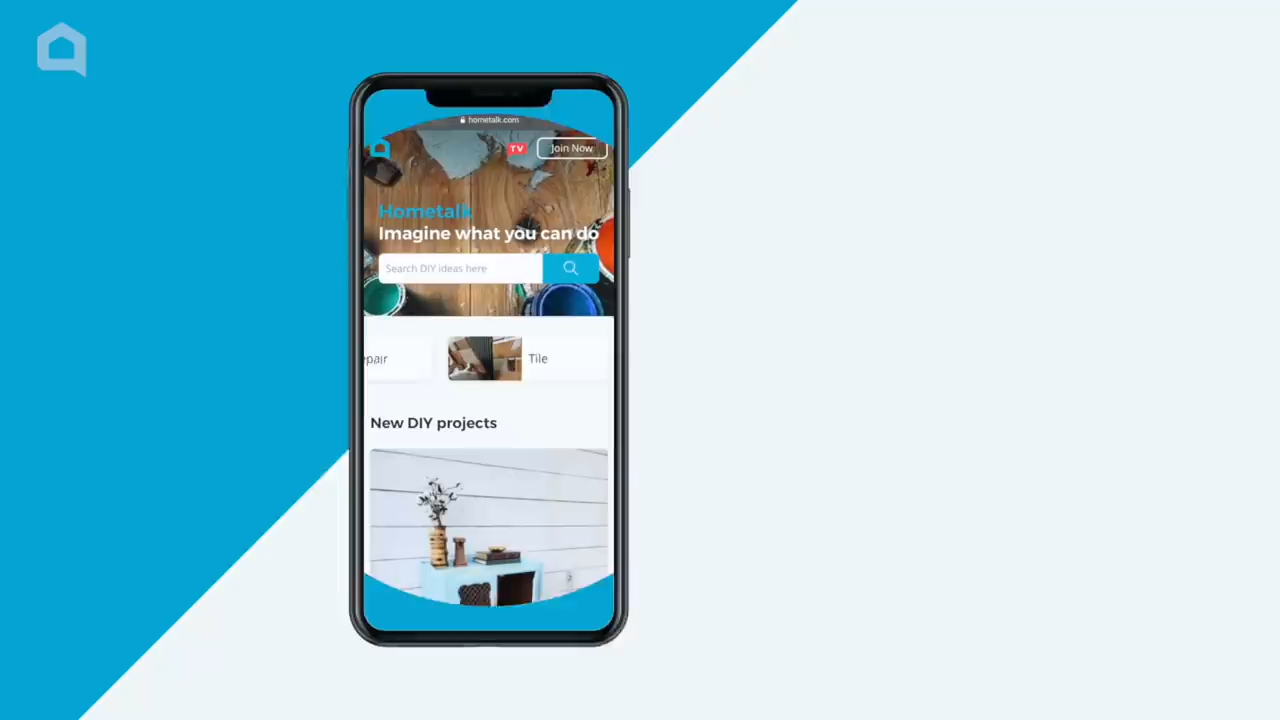 hometalk.com
TV
Join Now
Hometalk
Imagine what you can do
Search DIY ideas here
epair
Tile
New DIY projects